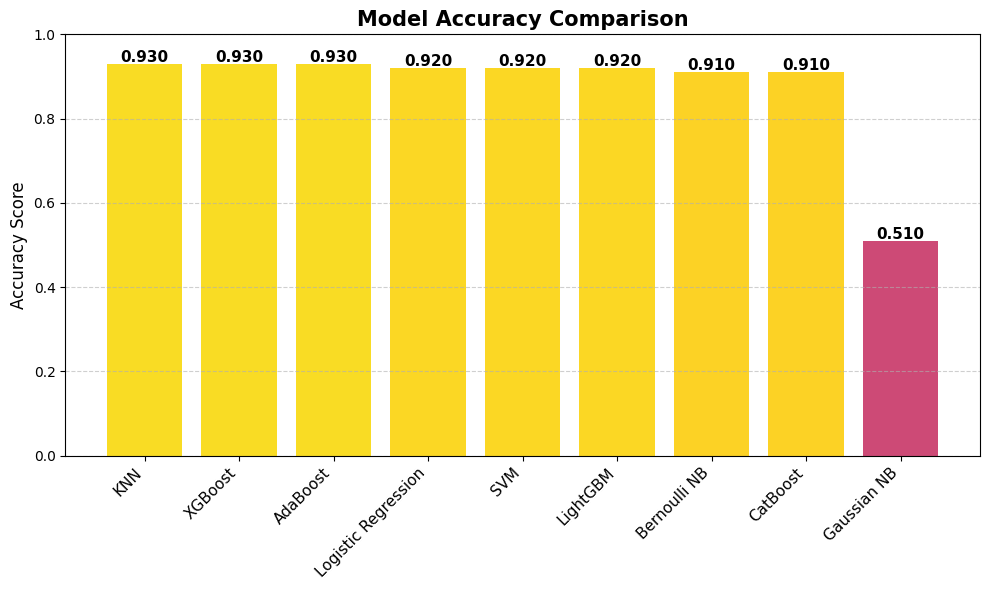 Model Accuracy Comparison
Accuracy Score
1.0
0.8
0.6
0.4
0.2
0.0
0.930
0.930
0.930
0.920
0.920
0.920
0.910
0.910
0.510
KNN
XGBoost
AdaBoost
Logistic Regression
SVM
LightGBM
Bernoulli NB
CatBoost
Gaussian NB